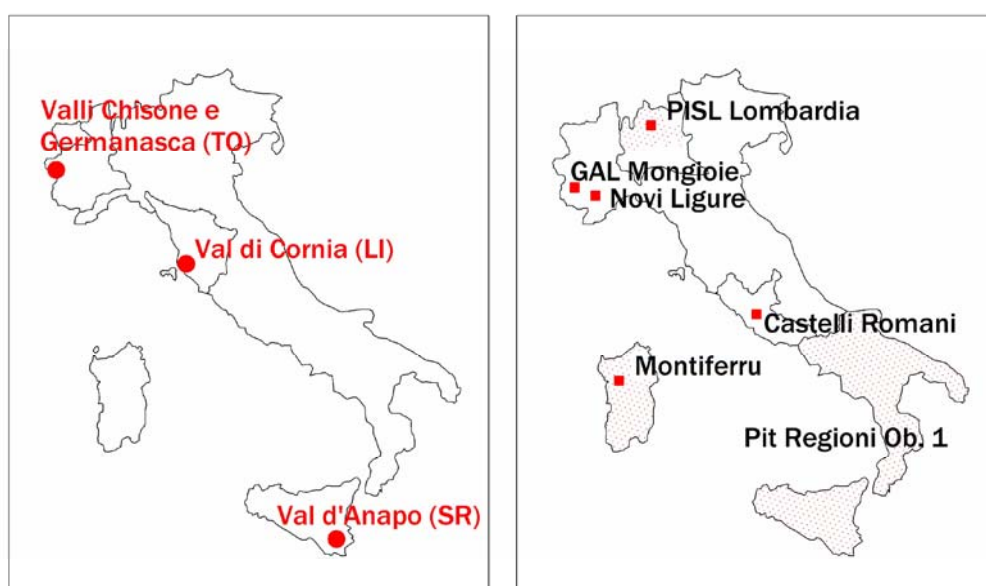 Valli Chisone e
Germanasca (TO)
Val di Cornia (LI)
Val d'Anapo (SR)
PISL Lombardia
GAL Mongioie
Novi Ligure
Castelli Romani
Montiferru
Pit Regioni Ob. 1